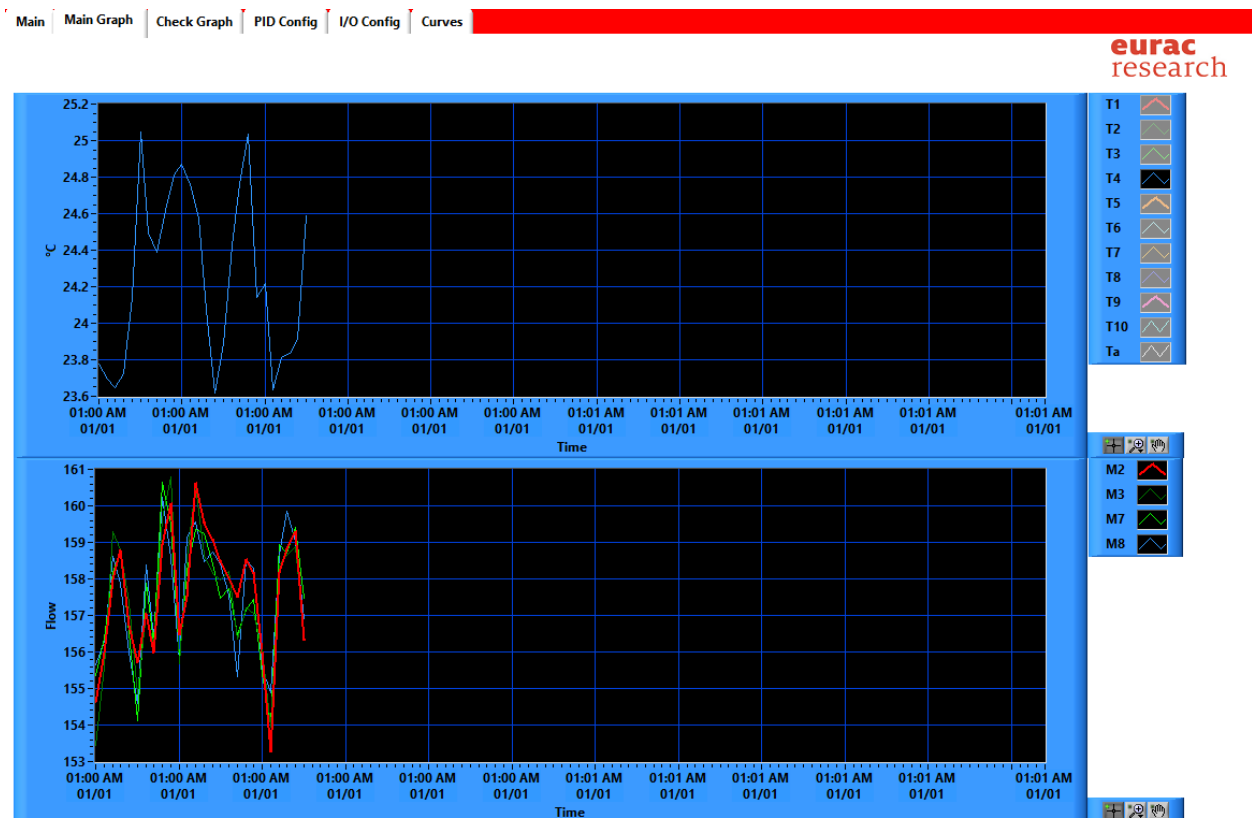 Main Main Graph Check Graph PID Config I/O Config Curves
eurac
research
25.2
25
24.8
24.6
24.4
24.2
24
23.8
23.6
°C
01:00 AM 01:00 AM 01:00 AM 01:00 AM 01:00 AM 01:00 AM 01:01 AM 01:01 AM 01:01 AM 01:01 AM 01:01 AM 01:01 AM
01/01 01/01 01/01 01/01 01/01 01/01 01/01 01/01 01/01 01/01 01/01 01/01
Time
T1
T2
T3
T4
T5
T6
T7
T8
T9
T10
Ta
161
160
159
158
157
156
155
154
153
Flow
01:00 AM 01:00 AM 01:00 AM 01:00 AM 01:00 AM 01:00 AM 01:01 AM 01:01 AM 01:01 AM 01:01 AM 01:01 AM 01:01 AM
01/01 01/01 01/01 01/01 01/01 01/01 01/01 01/01 01/01 01/01 01/01 01/01
Time
M2
M3
M7
M8